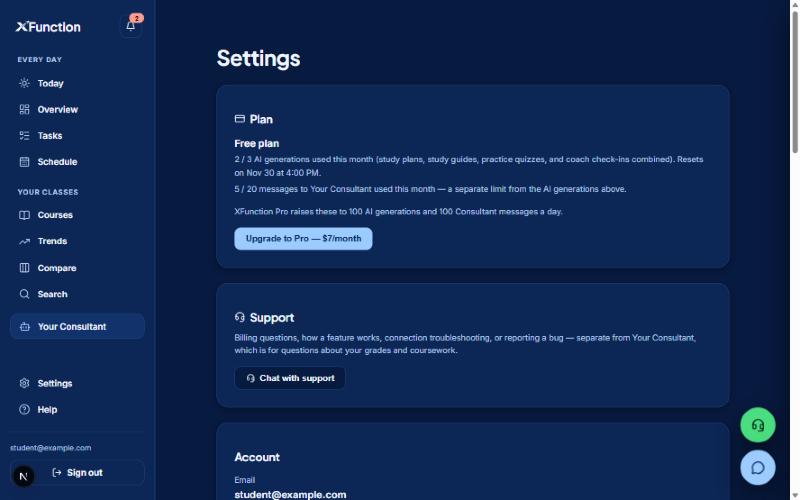 XFunction
2
EVERY DAY
Today
Overview
Tasks
Schedule
YOUR CLASSES
Courses
Trends
Compare
Search
Your Consultant
Settings
Help
student@example.com
N
Sign out
Settings
Plan
Free plan
2 / 3 AI generations used this month (study plans, study guides, practice quizzes, and coach check-ins combined). Resets
on Nov 30 at 4:00 PM.
5 / 20 messages to Your Consultant used this month — a separate limit from the AI generations above.
XFunction Pro raises these to 100 AI generations and 100 Consultant messages a day.
Upgrade to Pro — $7/month
Support
Billing questions, how a feature works, connection troubleshooting, or reporting a bug — separate from Your Consultant,
which is for questions about your grades and coursework.
Chat with support
Account
Email
student@example.com